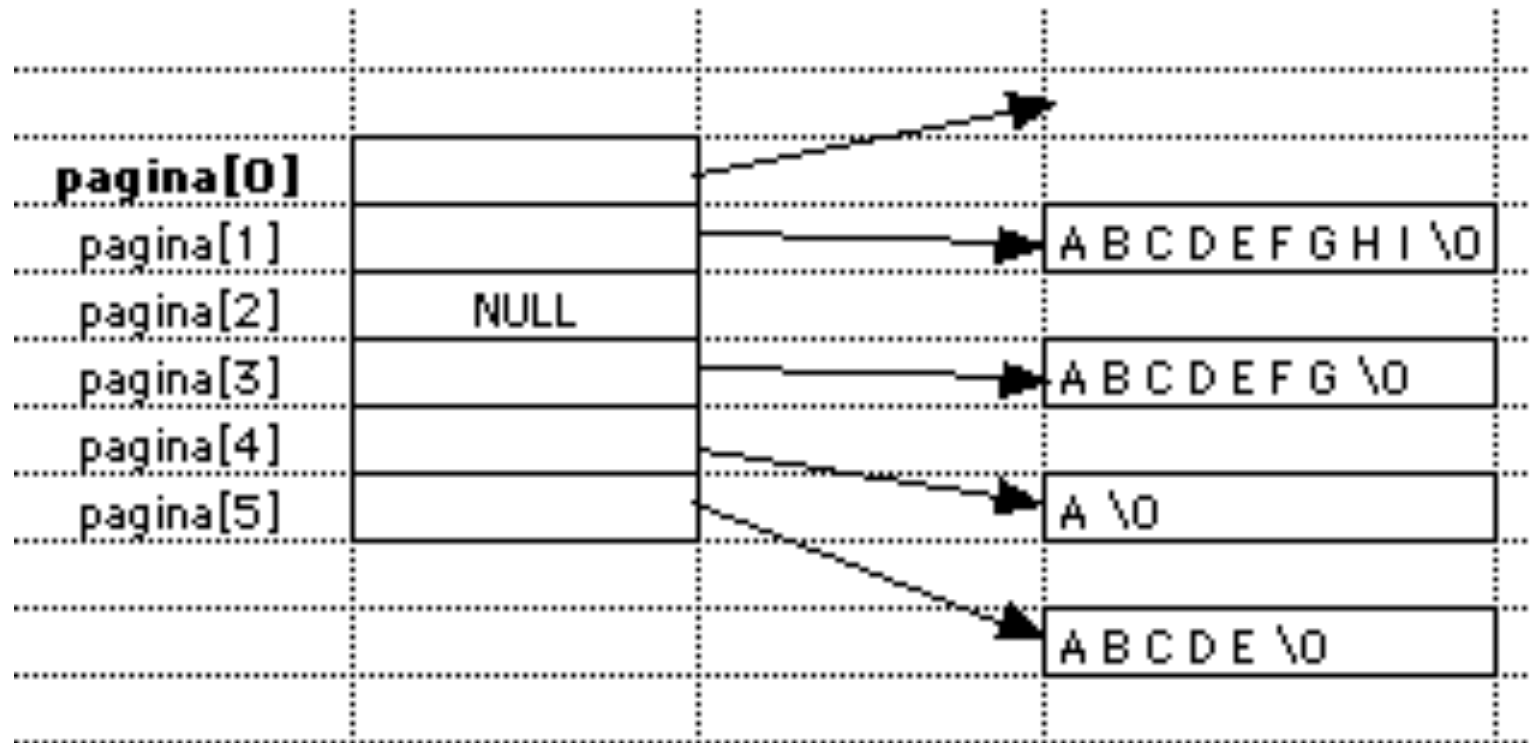 pagina[0]
pagina[1] A B C D E F G H I \0
pagina[2] NULL
pagina[3] A B C D E F G \0
pagina[4]
pagina[5] A \0
A B C D E \0